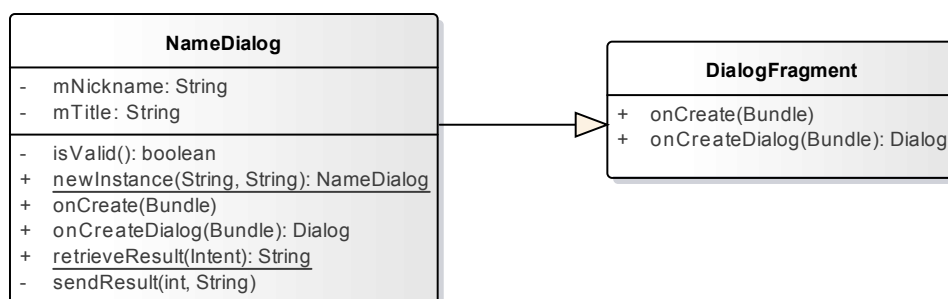 NameDialog
- mNickname: String
- mTitle: String
- isValid(): boolean
+ newInstance(String, String): NameDialog
+ onCreate(Bundle)
+ onCreateDialog(Bundle): Dialog
+ retrieveResult(Intent): String
- sendResult(int, String)
DialogFragment
+ onCreate(Bundle)
+ onCreateDialog(Bundle): Dialog